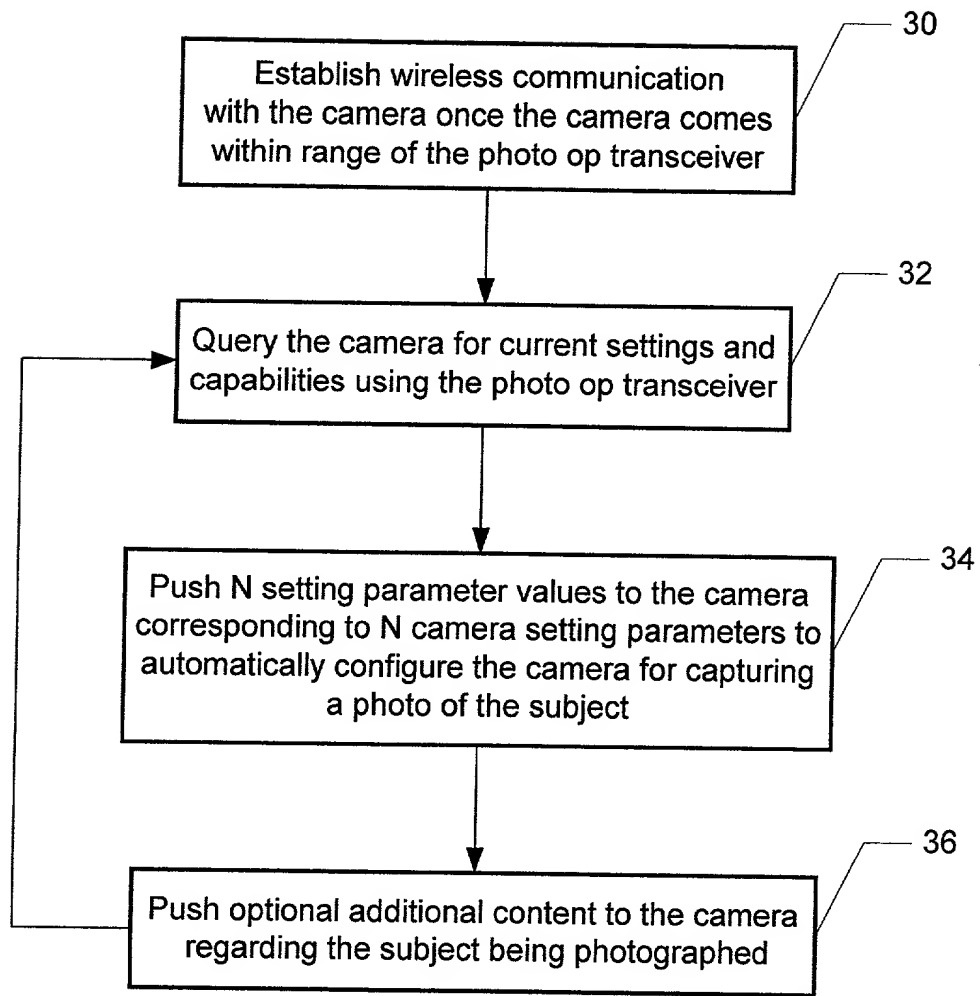 30
Establish wireless communication
with the camera once the camera comes
within range of the photo op transceiver
32
Query the camera for current settings and
capabilities using the photo op transceiver
34
Push N setting parameter values to the camera
corresponding to N camera setting parameters to
automatically configure the camera for capturing
a photo of the subject
36
Push optional additional content to the camera
regarding the subject being photographed